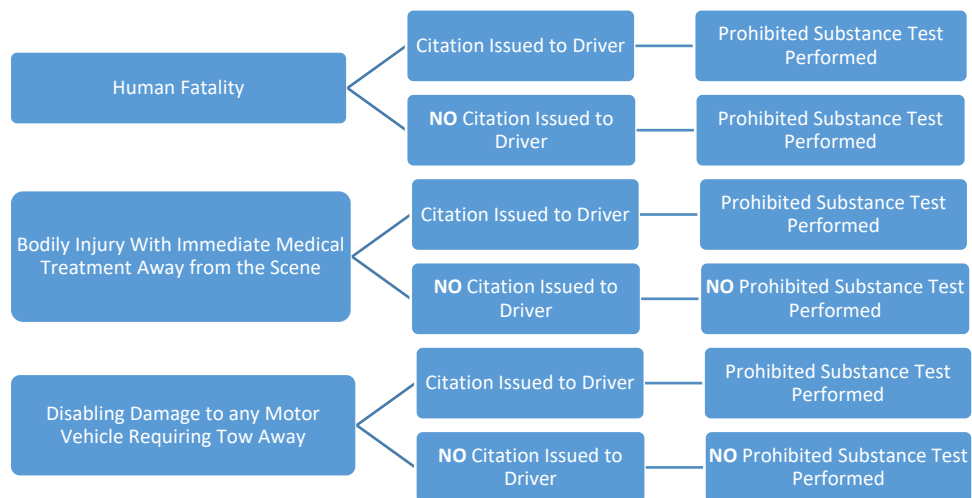 Human Fatality
Citation Issued to Driver
Prohibited Substance Test
Performed
NO Citation Issued to
Driver
Prohibited Substance Test
Performed
Bodily Injury With Immediate Medical
Treatment Away from the Scene
Citation Issued to Driver
Prohibited Substance Test
Performed
NO Citation Issued to
Driver
NO Prohibited Substance Test
Performed
Disabling Damage to any Motor
Vehicle Requiring Tow Away
Citation Issued to Driver
Prohibited Substance Test
Performed
NO Citation Issued to
Driver
NO Prohibited Substance Test
Performed